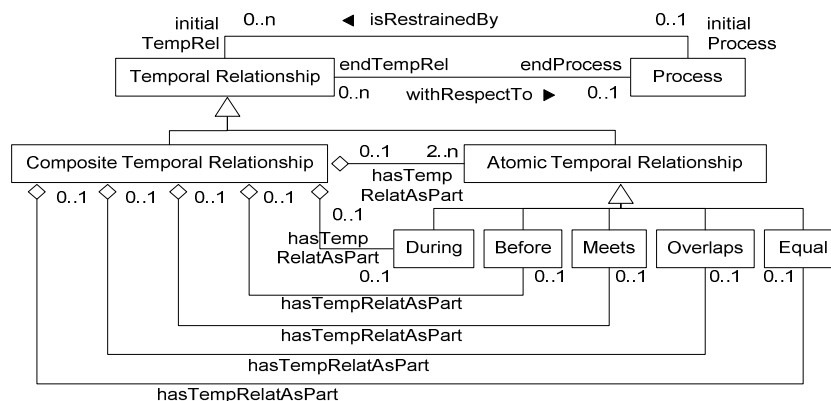 initial
TempRel
0..n
◄ isRestrainedBy
0..1
initial
Process
Temporal Relationship
endTempRel
endProcess
Process
0..n
withRespectTo ►
0..1
Composite Temporal Relationship
0..1
2..n
hasTemp
RelatAsPart
Atomic Temporal Relationship
0..1
0..1
0..1
0..1
0..1
hasTemp
RelatAsPart
During
Before
Meets
Overlaps
Equal
0..1
0..1
0..1
0..1
0..1
hasTempRelatAsPart
hasTempRelatAsPart
hasTempRelatAsPart
hasTempRelatAsPart